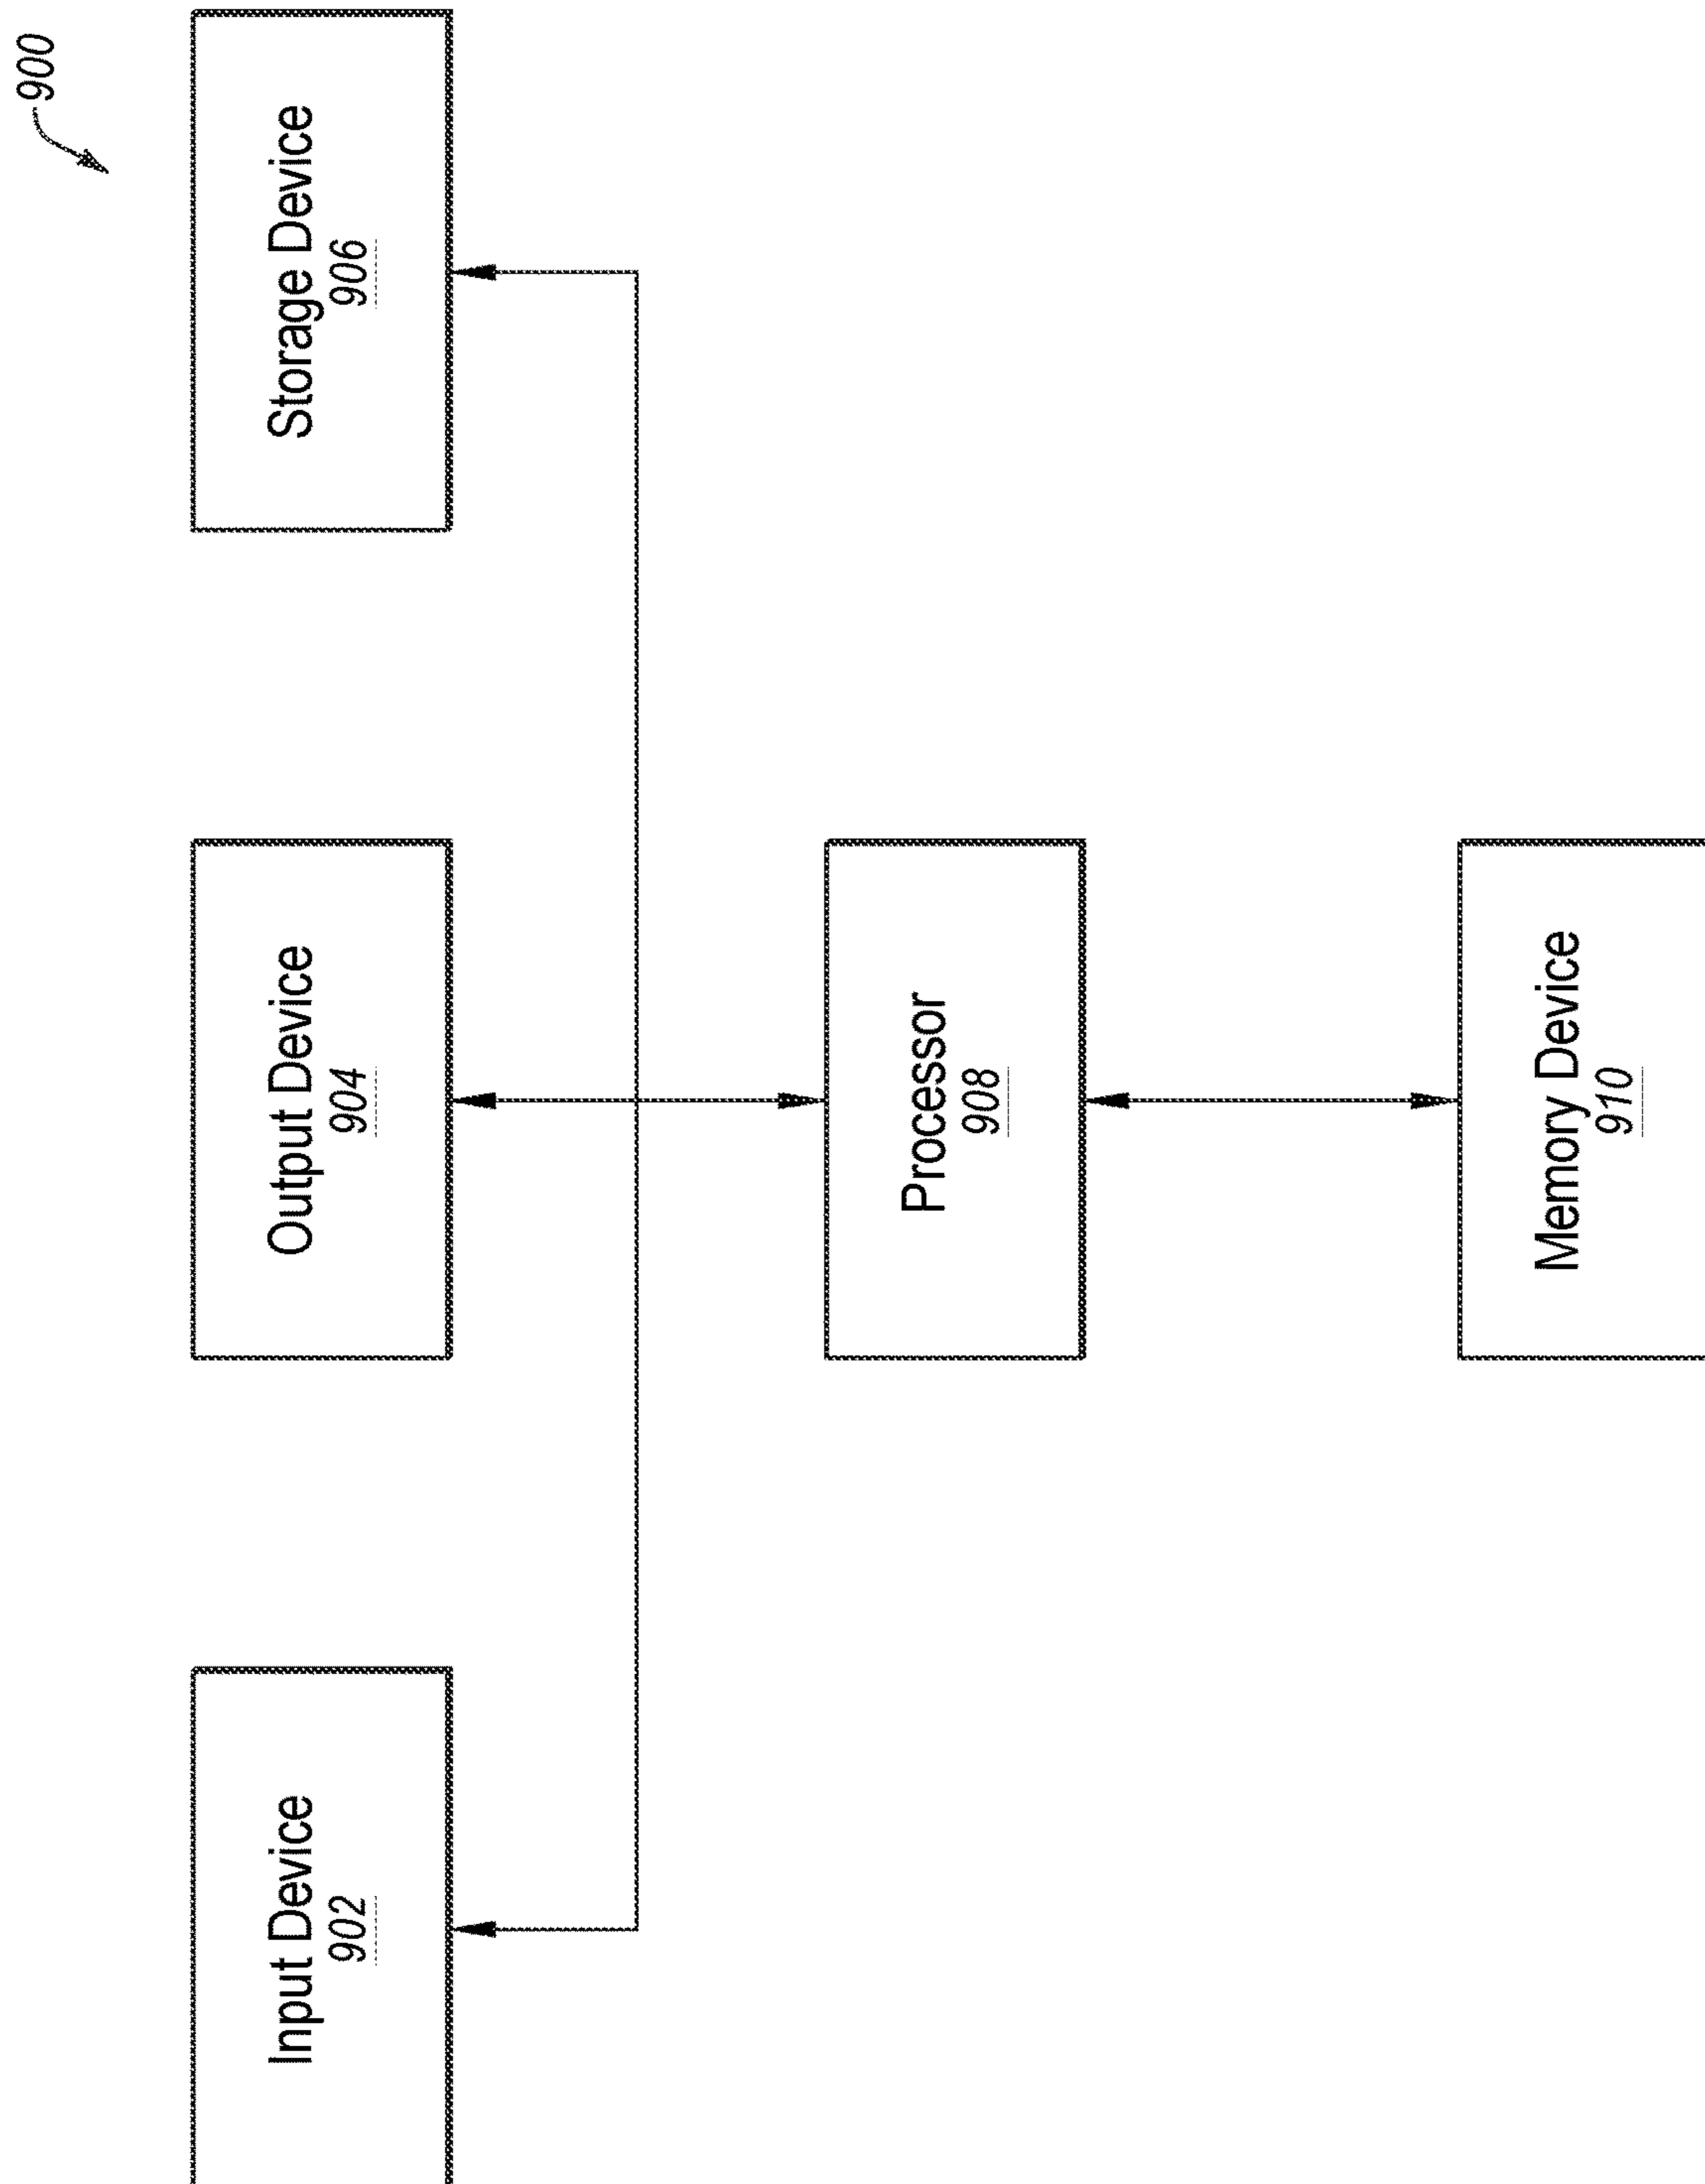 900
Input Device
902
Output Device
904
Storage Device
906
Processor
908
Memory Device
910